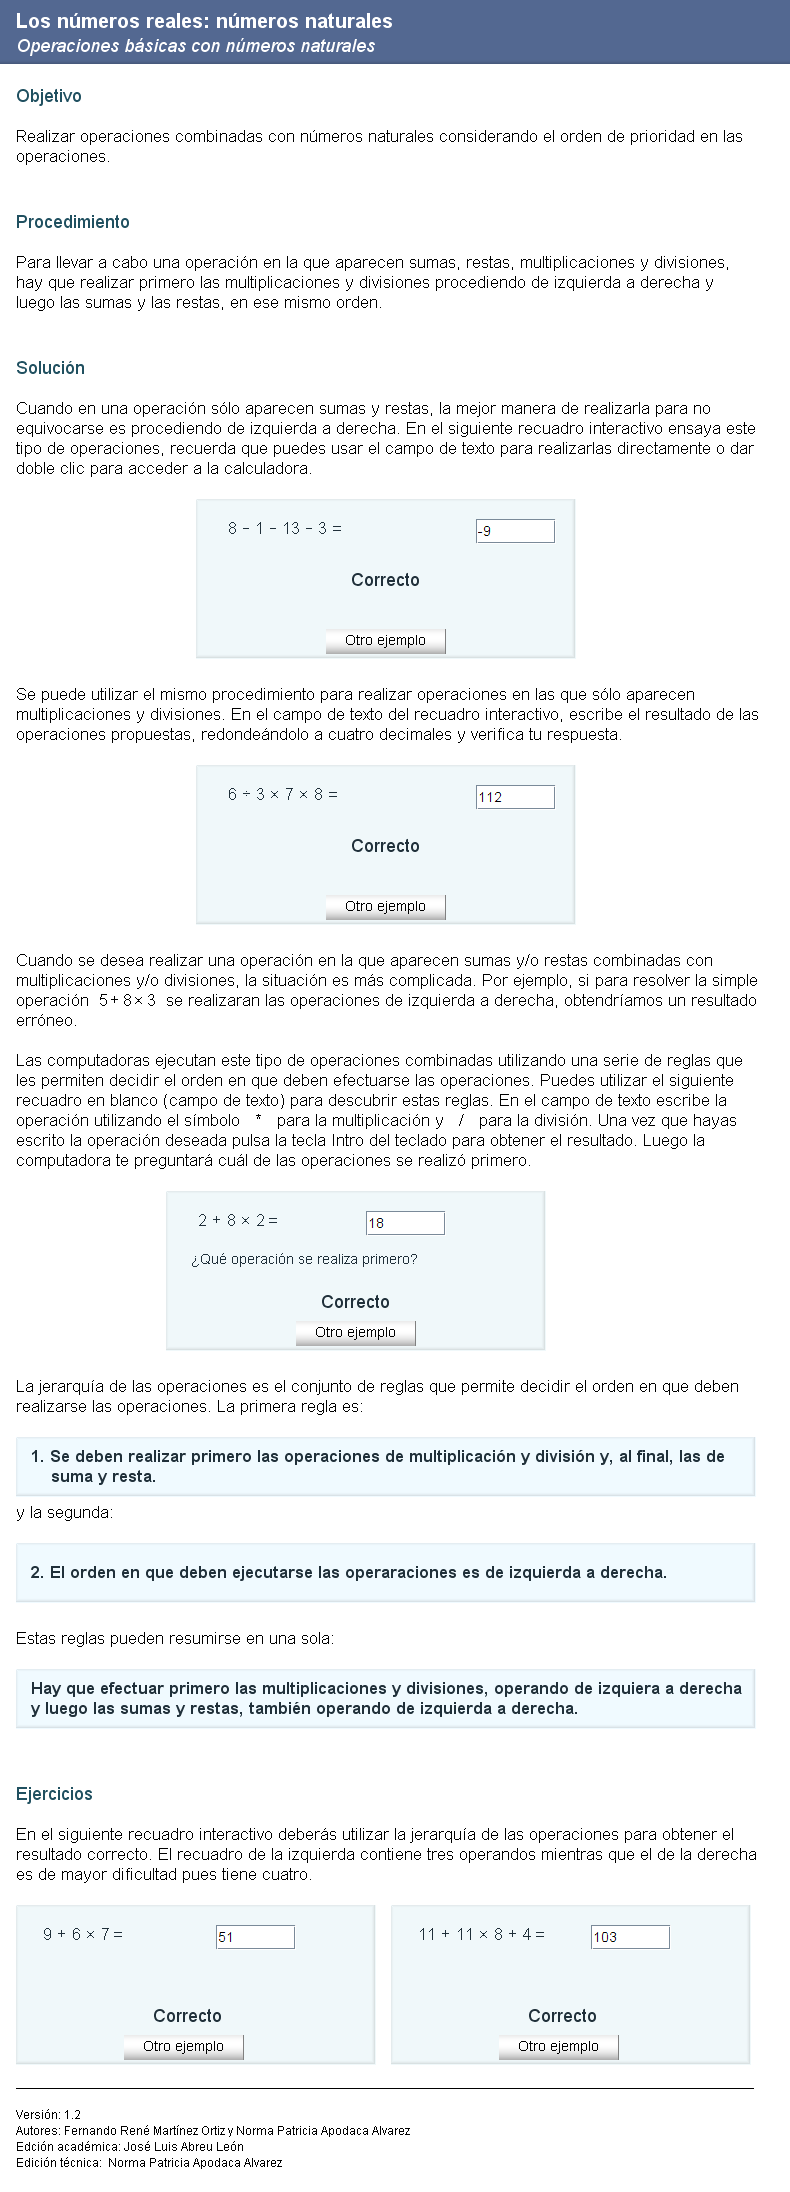 Los números reales: números naturales
Operaciones básicas con números naturales
Objetivo
Realizar operaciones combinadas con números naturales considerando el orden de prioridad en las
operaciones.
Procedimiento
Para llevar a cabo una operación en la que aparecen sumas, restas, multiplicaciones y divisiones,
hay que realizar primero las multiplicaciones y divisiones procediendo de izquierda a derecha y
luego las sumas y las restas, en ese mismo orden.
Solución
Cuando en una operación sólo aparecen sumas y restas, la mejor manera de realizarla para no
equivocarse es procediendo de izquierda a derecha. En el siguiente recuadro interactivo ensaya este
tipo de operaciones, recuerda que puedes usar el campo de texto para realizarlas directamente o dar
doble clic para acceder a la calculadora.
8 − 1 − 13 − 3 = -9
Correcto
Otro ejemplo
Se puede utilizar el mismo procedimiento para realizar operaciones en las que sólo aparecen
multiplicaciones y divisiones. En el campo de texto del recuadro interactivo, escribe el resultado de las
operaciones propuestas, redondeándolo a cuatro decimales y verifica tu respuesta.
6 ÷ 3 × 7 × 8 = 112
Correcto
Otro ejemplo
Cuando se desea realizar una operación en la que aparecen sumas y/o restas combinadas con
multiplicaciones y/o divisiones, la situación es más complicada. Por ejemplo, si para resolver la simple
operación 5 + 8 × 3 se realizaran las operaciones de izquierda a derecha, obtendríamos un resultado
erróneo.
Las computadoras ejecutan este tipo de operaciones combinadas utilizando una serie de reglas que
les permiten decidir el orden en que deben efectuarse las operaciones. Puedes utilizar el siguiente
recuadro en blanco (campo de texto) para descubrir estas reglas. En el campo de texto escribe la
operación utilizando el símbolo * para la multiplicación y / para la división. Una vez que hayas
escrito la operación deseada pulsa la tecla Intro del teclado para obtener el resultado. Luego la
computadora te preguntará cuál de las operaciones se realizó primero.
2 + 8 × 2 = 18
¿Qué operación se realiza primero?
Correcto
Otro ejemplo
La jerarquía de las operaciones es el conjunto de reglas que permite decidir el orden en que deben
realizarse las operaciones. La primera regla es:
1. Se deben realizar primero las operaciones de multiplicación y división y, al final, las de
suma y resta.
y la segunda:
2. El orden en que deben ejecutarse las operaraciones es de izquierda a derecha.
Estas reglas pueden resumirse en una sola:
Hay que efectuar primero las multiplicaciones y divisiones, operando de izquiera a derecha
y luego las sumas y restas, también operando de izquierda a derecha.
Ejercicios
En el siguiente recuadro interactivo deberás utilizar la jerarquía de las operaciones para obtener el
resultado correcto. El recuadro de la izquierda contiene tres operandos mientras que el de la derecha
es de mayor dificultad pues tiene cuatro.
9 + 6 × 7 = 51
Correcto
Otro ejemplo
11 + 11 × 8 + 4 = 103
Correcto
Otro ejemplo
Versión: 1.2
Autores: Fernando René Martínez Ortiz y Norma Patricia Apodaca Alvarez
Edción académica: José Luis Abreu León
Edición técnica: Norma Patricia Apodaca Alvarez